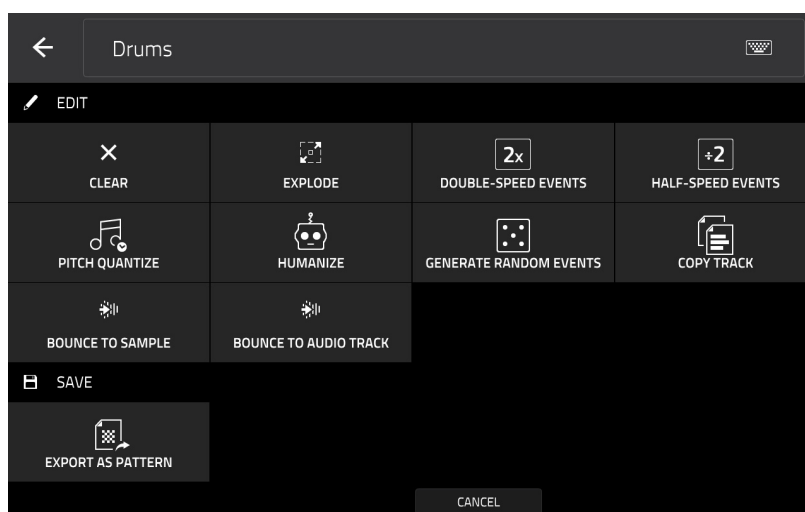 Drums
EDIT
CLEAR
EXPLODE
2x
DOUBLE-SPEED EVENTS
÷2
HALF-SPEED EVENTS
PITCH QUANTIZE
HUMANIZE
GENERATE RANDOM EVENTS
COPY TRACK
BOUNCE TO SAMPLE
BOUNCE TO AUDIO TRACK
SAVE
EXPORT AS PATTERN
CANCEL